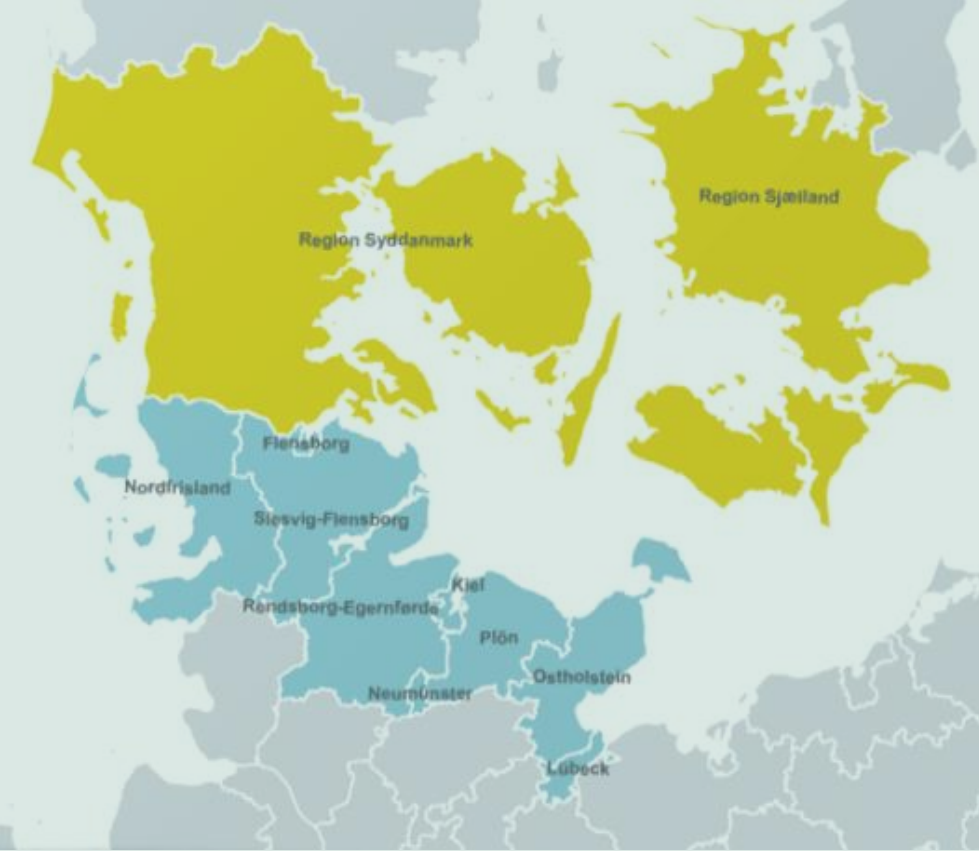 Region Sjælland
Region Syddanmark
Flensborg
Nordfrisland
Slesvig-Flensborg
Kiel
Rendsborg-Egernførde
Plön
Ostholstein
Neumünster
Lübeck